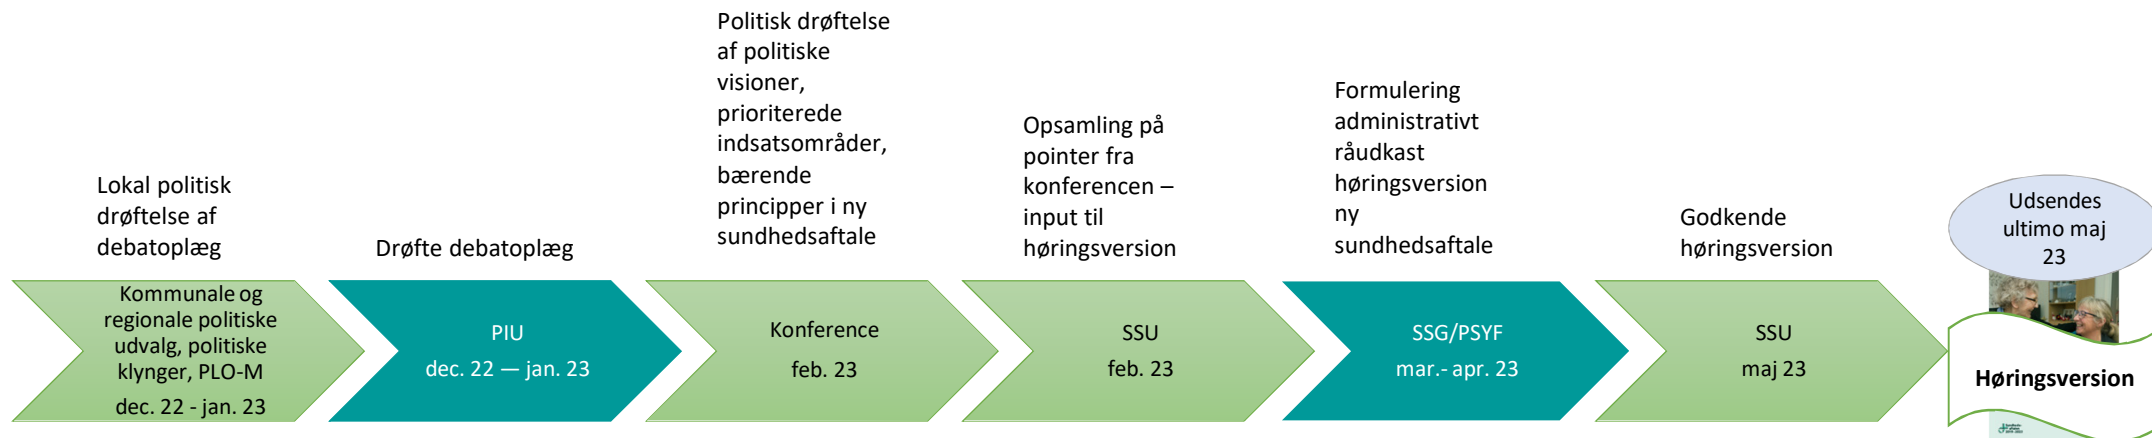 Lokal politisk
drøftelse af
debatoplæg
Kommunale og
regionale politiske
udvalg, politiske
klynger, PLO-M
dec. 22 - jan. 23
Drøfte debatoplæg
PIU
dec. 22 — jan. 23
Politisk drøftelse
af politiske
visioner,
prioriterede
indsatsområder,
bærende
principper i ny
sundhedsaftale
Konference
feb. 23
Opsamling på
pointer fra
konferencen –
input til
høringsversion
SSU
feb. 23
Formulering
administrativt
råudkast
høringsversion
ny
sundhedsaftale
SSG/PSYF
mar.- apr. 23
Godkende
høringsversion
SSU
maj 23
Udsendes
ultimo maj
23
Høringsversion